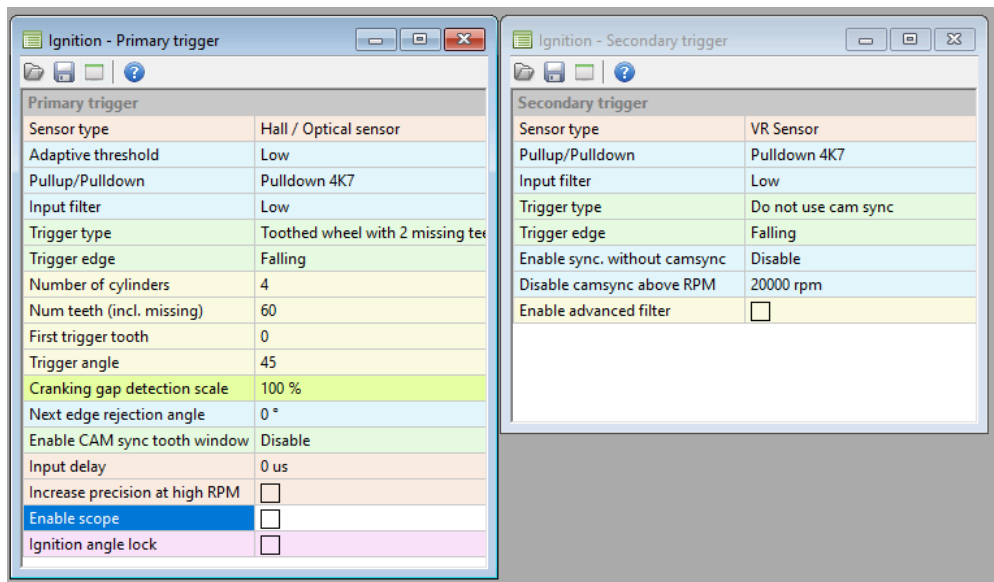 Ignition - Primary trigger
Primary trigger
Sensor type Hall / Optical sensor
Adaptive threshold Low
Pullup/Pulldown Pulldown 4K7
Input filter Low
Trigger type Toothed wheel with 2 missing tee
Trigger edge Falling
Number of cylinders 4
Num teeth (incl. missing) 60
First trigger tooth 0
Trigger angle 45
Cranking gap detection scale 100 %
Next edge rejection angle 0 °
Enable CAM sync tooth window Disable
Input delay 0 us
Increase precision at high RPM
Enable scope
Ignition angle lock
Ignition - Secondary trigger
Secondary trigger
Sensor type VR Sensor
Pullup/Pulldown Pulldown 4K7
Input filter Low
Trigger type Do not use cam sync
Trigger edge Falling
Enable sync. without camsync Disable
Disable camsync above RPM 20000 rpm
Enable advanced filter